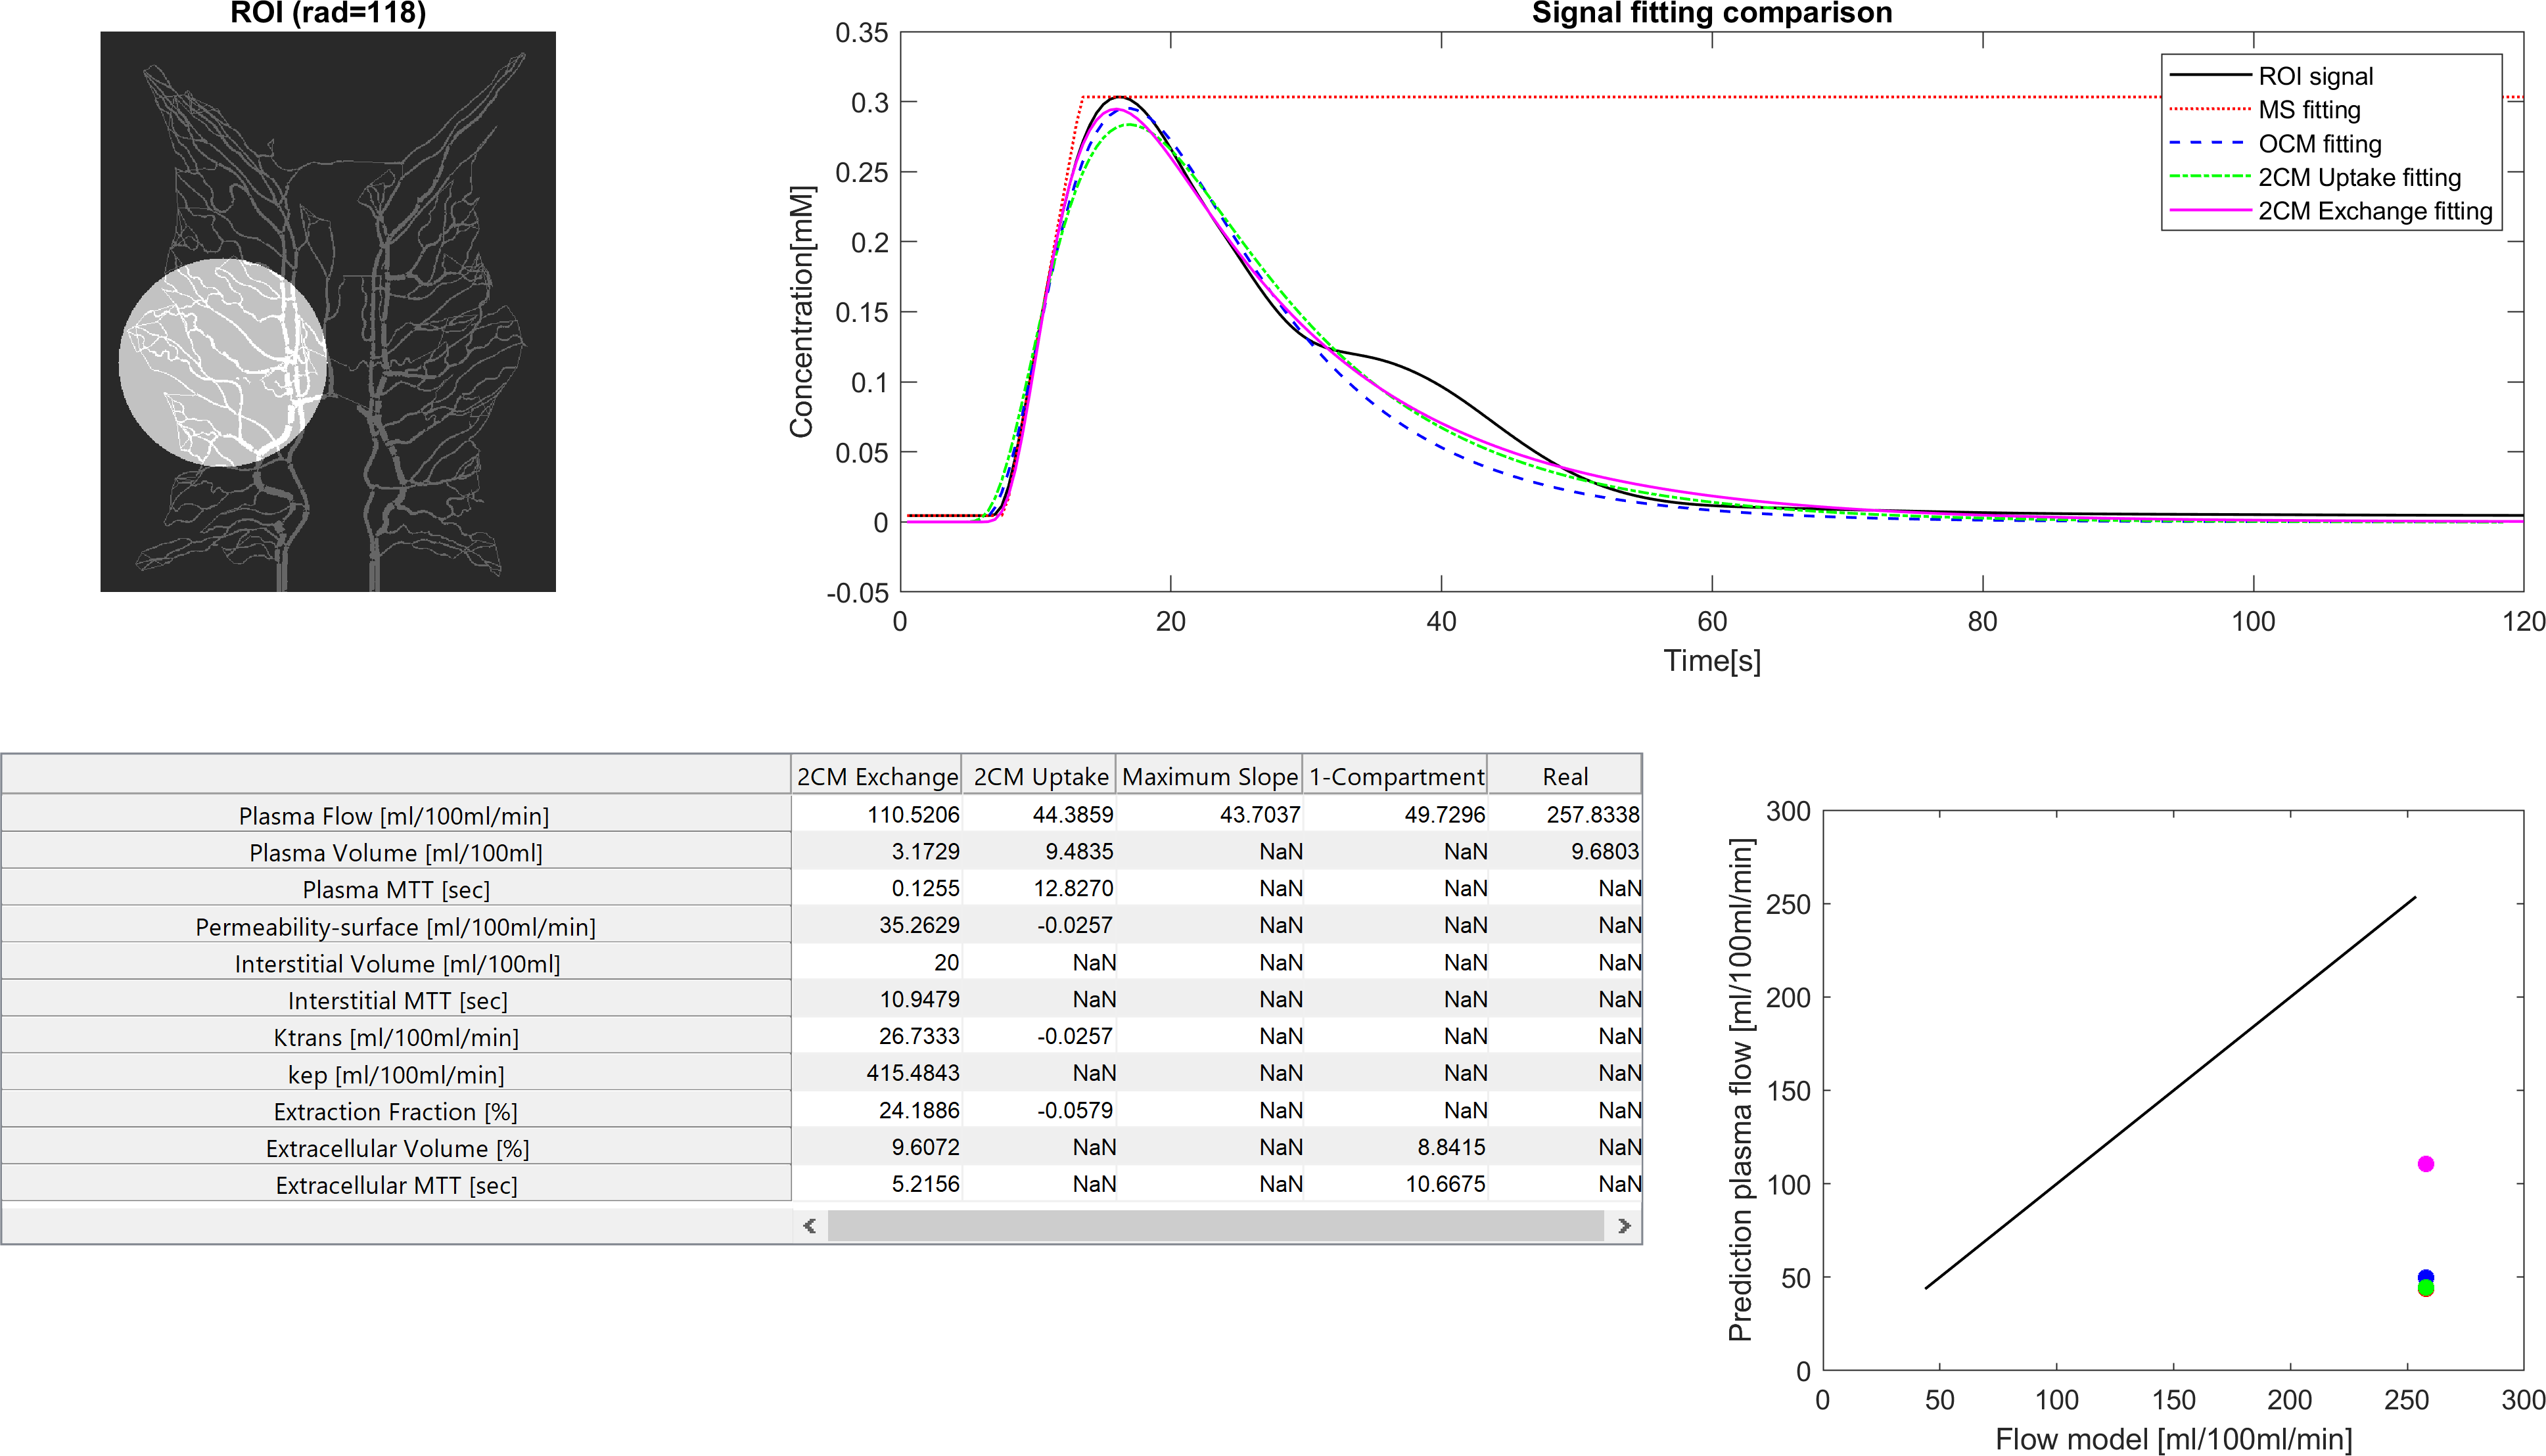 ROI (rad=118)
Signal fitting comparison
0.35
0.3
0.25
0.2
0.15
0.1
0.05
0
-0.05
Concentration[mM]
0 20 40 60 80 100 120
Time[s]
ROI signal
MS fitting
OCM fitting
2CM Uptake fitting
2CM Exchange fitting
2CM Exchange 2CM Uptake Maximum Slope 1-Compartment Real
Plasma Flow [ml/100ml/min] 110.5206 44.3859 43.7037 49.7296 257.8338
Plasma Volume [ml/100ml] 3.1729 9.4835 NaN NaN 9.6803
Plasma MTT [sec] 0.1255 12.8270 NaN NaN NaN
Permeability-surface [ml/100ml/min] 35.2629 -0.0257 NaN NaN NaN
Interstitial Volume [ml/100ml] 20 NaN NaN NaN NaN
Interstitial MTT [sec] 10.9479 NaN NaN NaN NaN
Ktrans [ml/100ml/min] 26.7333 -0.0257 NaN NaN NaN
kep [ml/100ml/min] 415.4843 NaN NaN NaN NaN
Extraction Fraction [%] 24.1886 -0.0579 NaN NaN NaN
Extracellular Volume [%] 9.6072 NaN NaN 8.8415 NaN
Extracellular MTT [sec] 5.2156 NaN NaN 10.6675 NaN
300
250
200
150
100
50
0
Prediction plasma flow [ml/100ml/min]
0 50 100 150 200 250 300
Flow model [ml/100ml/min]